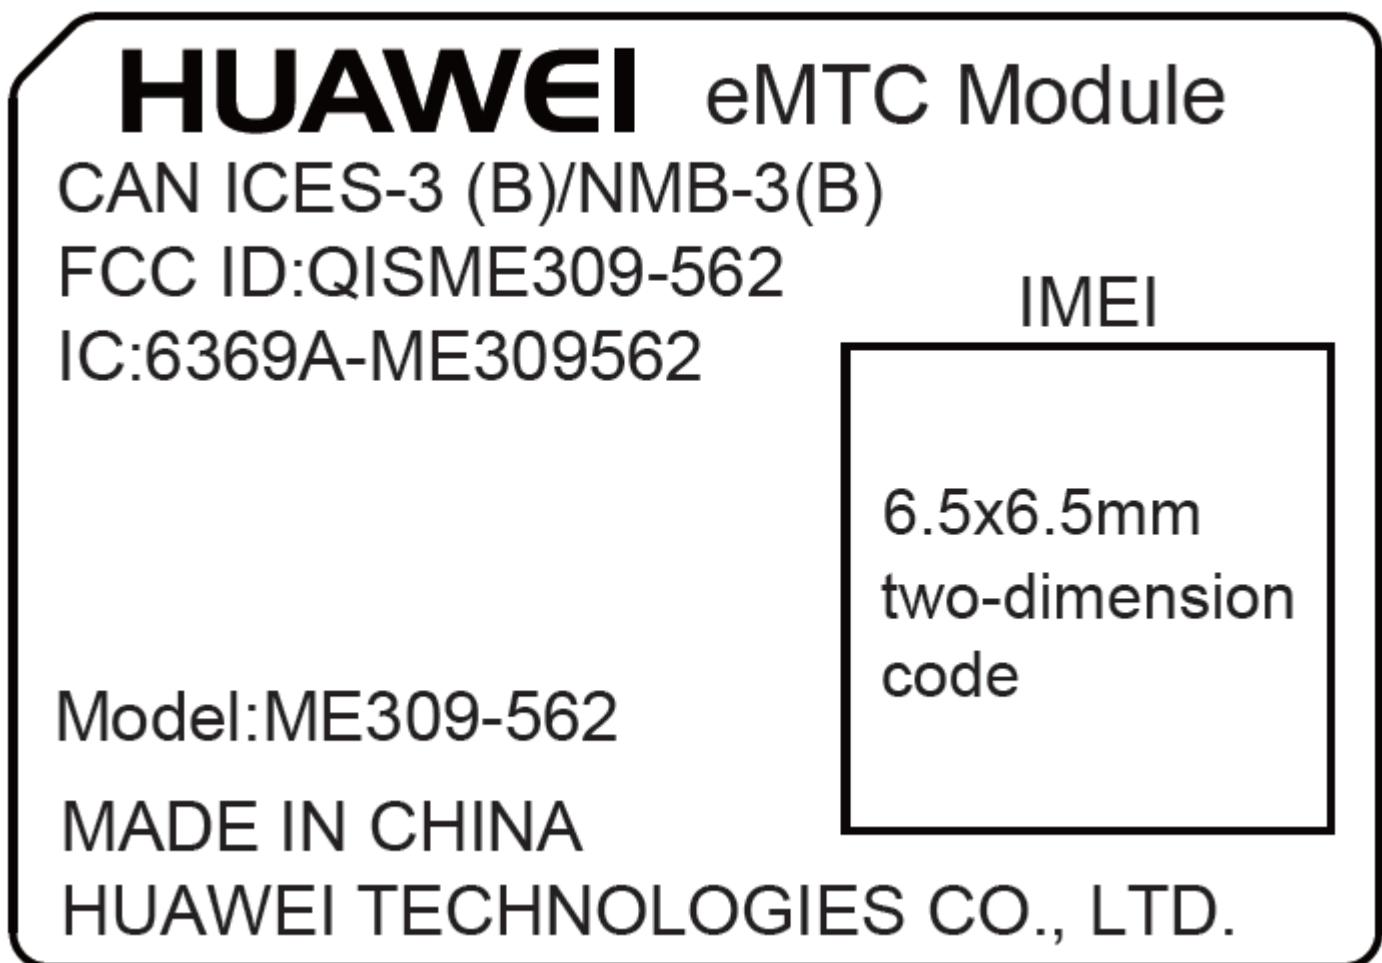 HUAWEI eMTC Module
CAN ICES-3 (B)/NMB-3(B)
FCC ID:QISME309-562
IC:6369A-ME309562
IMEI
6.5x6.5mm
two-dimension
code
Model:ME309-562
MADE IN CHINA
HUAWEI TECHNOLOGIES CO., LTD.